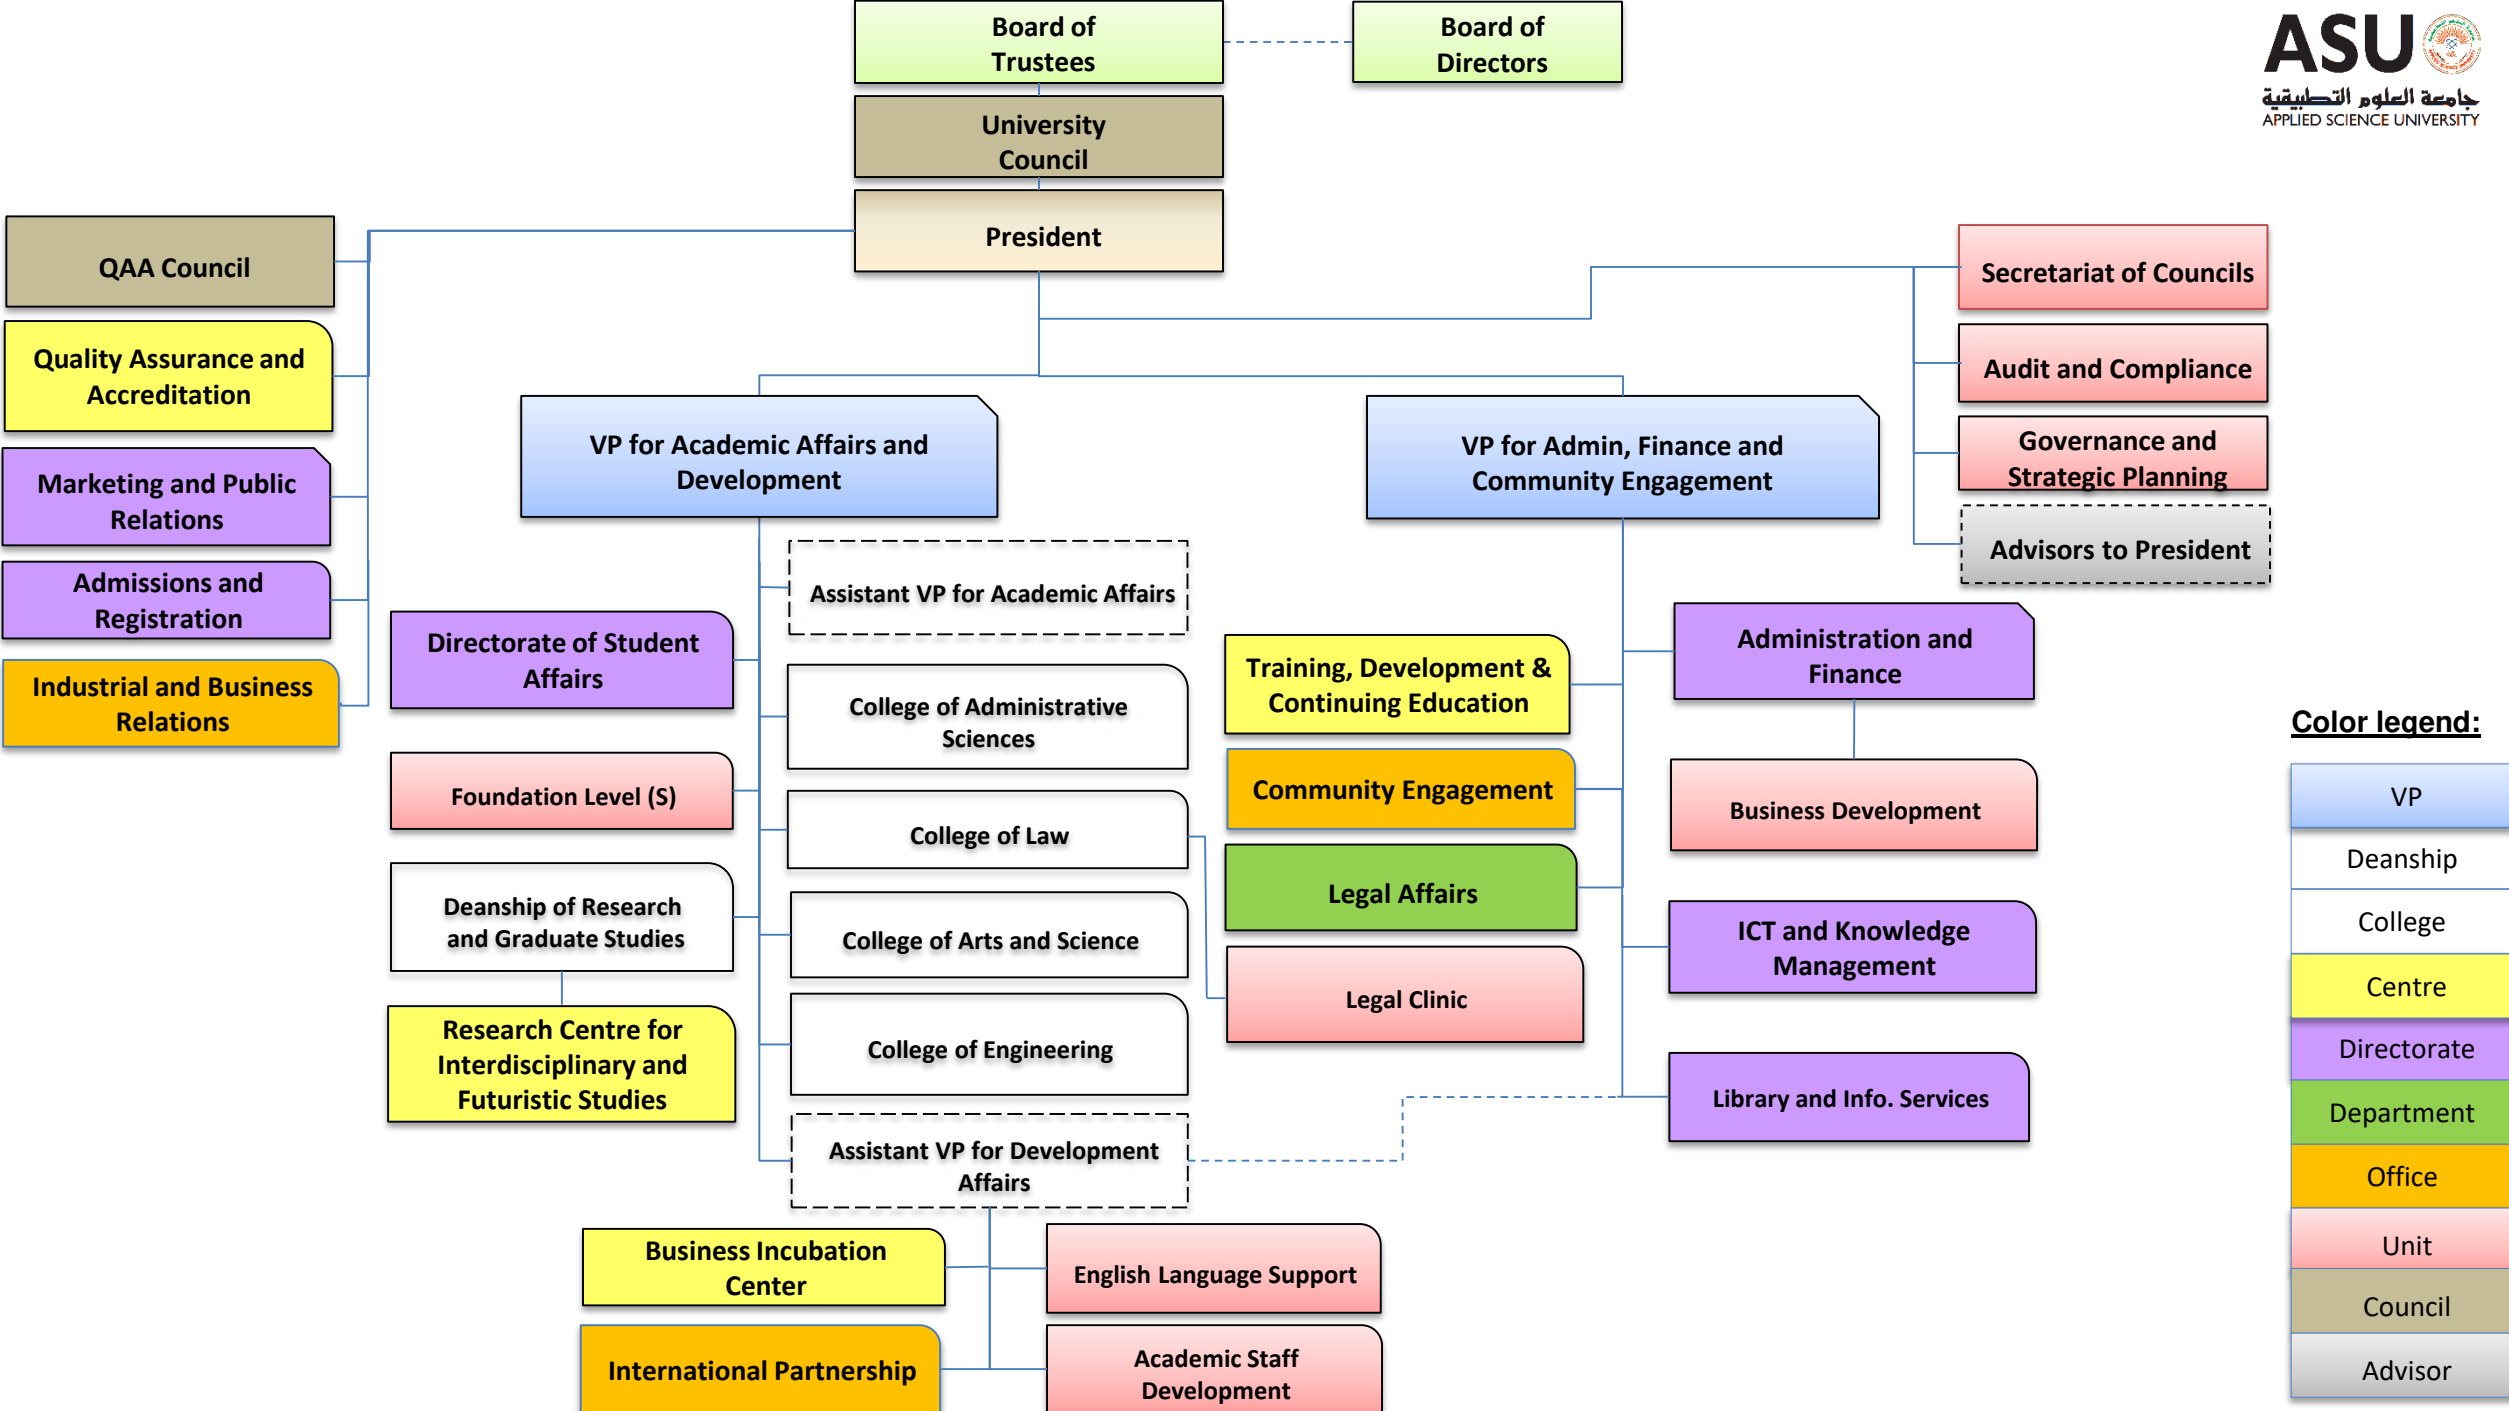 Board of
Trustees
Board of
Directors
ASU
جامعة العلوم التطبيقية
APPLIED SCIENCE UNIVERSITY
University
Council
President
QAA Council
Quality Assurance and
Accreditation
Marketing and Public
Relations
Admissions and
Registration
Industrial and Business
Relations
Secretariat of Councils
Audit and Compliance
Governance and
Strategic Planning
Advisors to President
VP for Academic Affairs and
Development
VP for Admin, Finance and
Community Engagement
Assistant VP for Academic Affairs
Directorate of Student
Affairs
College of Administrative
Sciences
Foundation Level (S)
College of Law
Deanship of Research
and Graduate Studies
College of Arts and Science
Research Centre for
Interdisciplinary and
Futuristic Studies
College of Engineering
Assistant VP for Development
Affairs
Business Incubation
Center
English Language Support
International Partnership
Academic Staff
Development
Training, Development &
Continuing Education
Community Engagement
Legal Affairs
Legal Clinic
Administration and
Finance
Business Development
ICT and Knowledge
Management
Library and Info. Services
Color legend:
VP
Deanship
College
Centre
Directorate
Department
Office
Unit
Council
Advisor